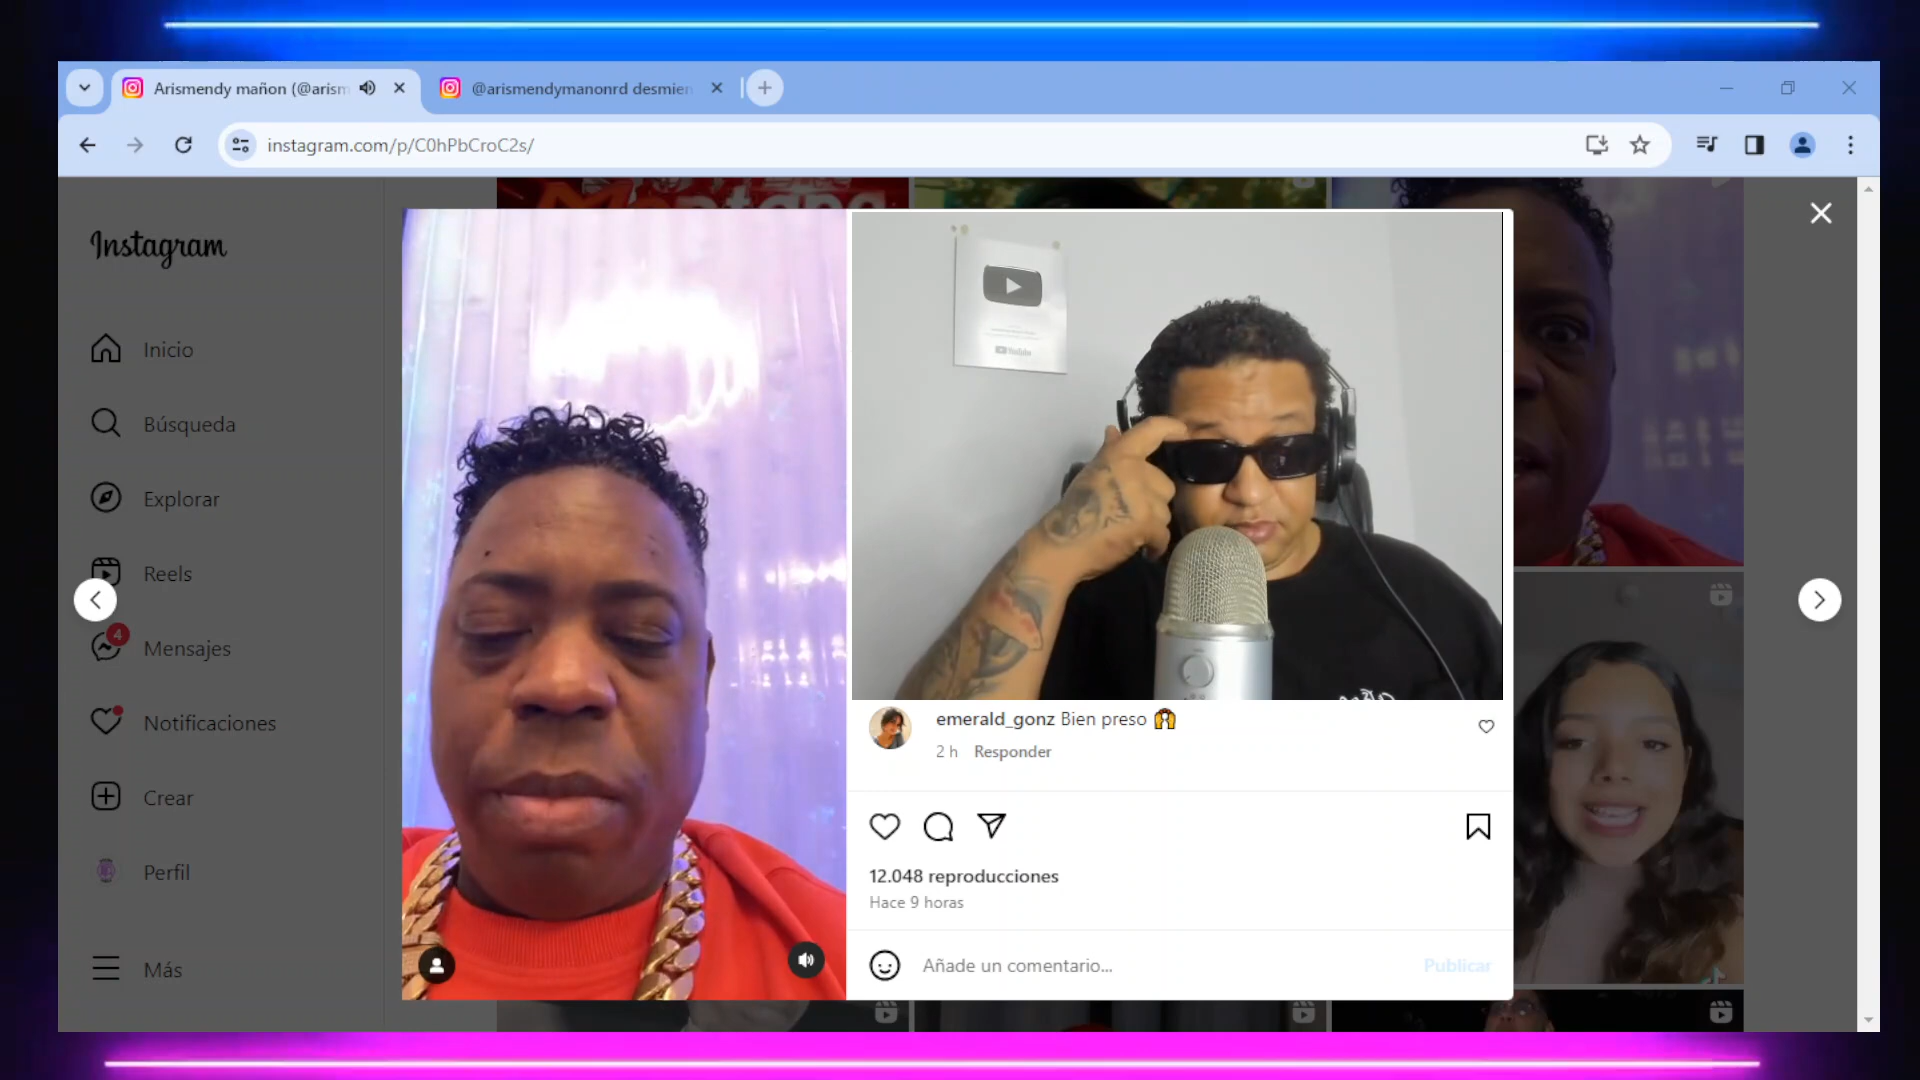 Arismendy mañon (@arism
@arismendymanonrd desmien
instagram.com/p/C0hPbCroC2s/
Instagram
Inicio
Búsqueda
Explorar
Reels
4
Mensajes
Notificaciones
Crear
Perfil
Más
YouTube
emerald_gonz Bien preso 🙌
2 h Responder
12.048 reproducciones
Hace 9 horas
Añade un comentario...
Publicar